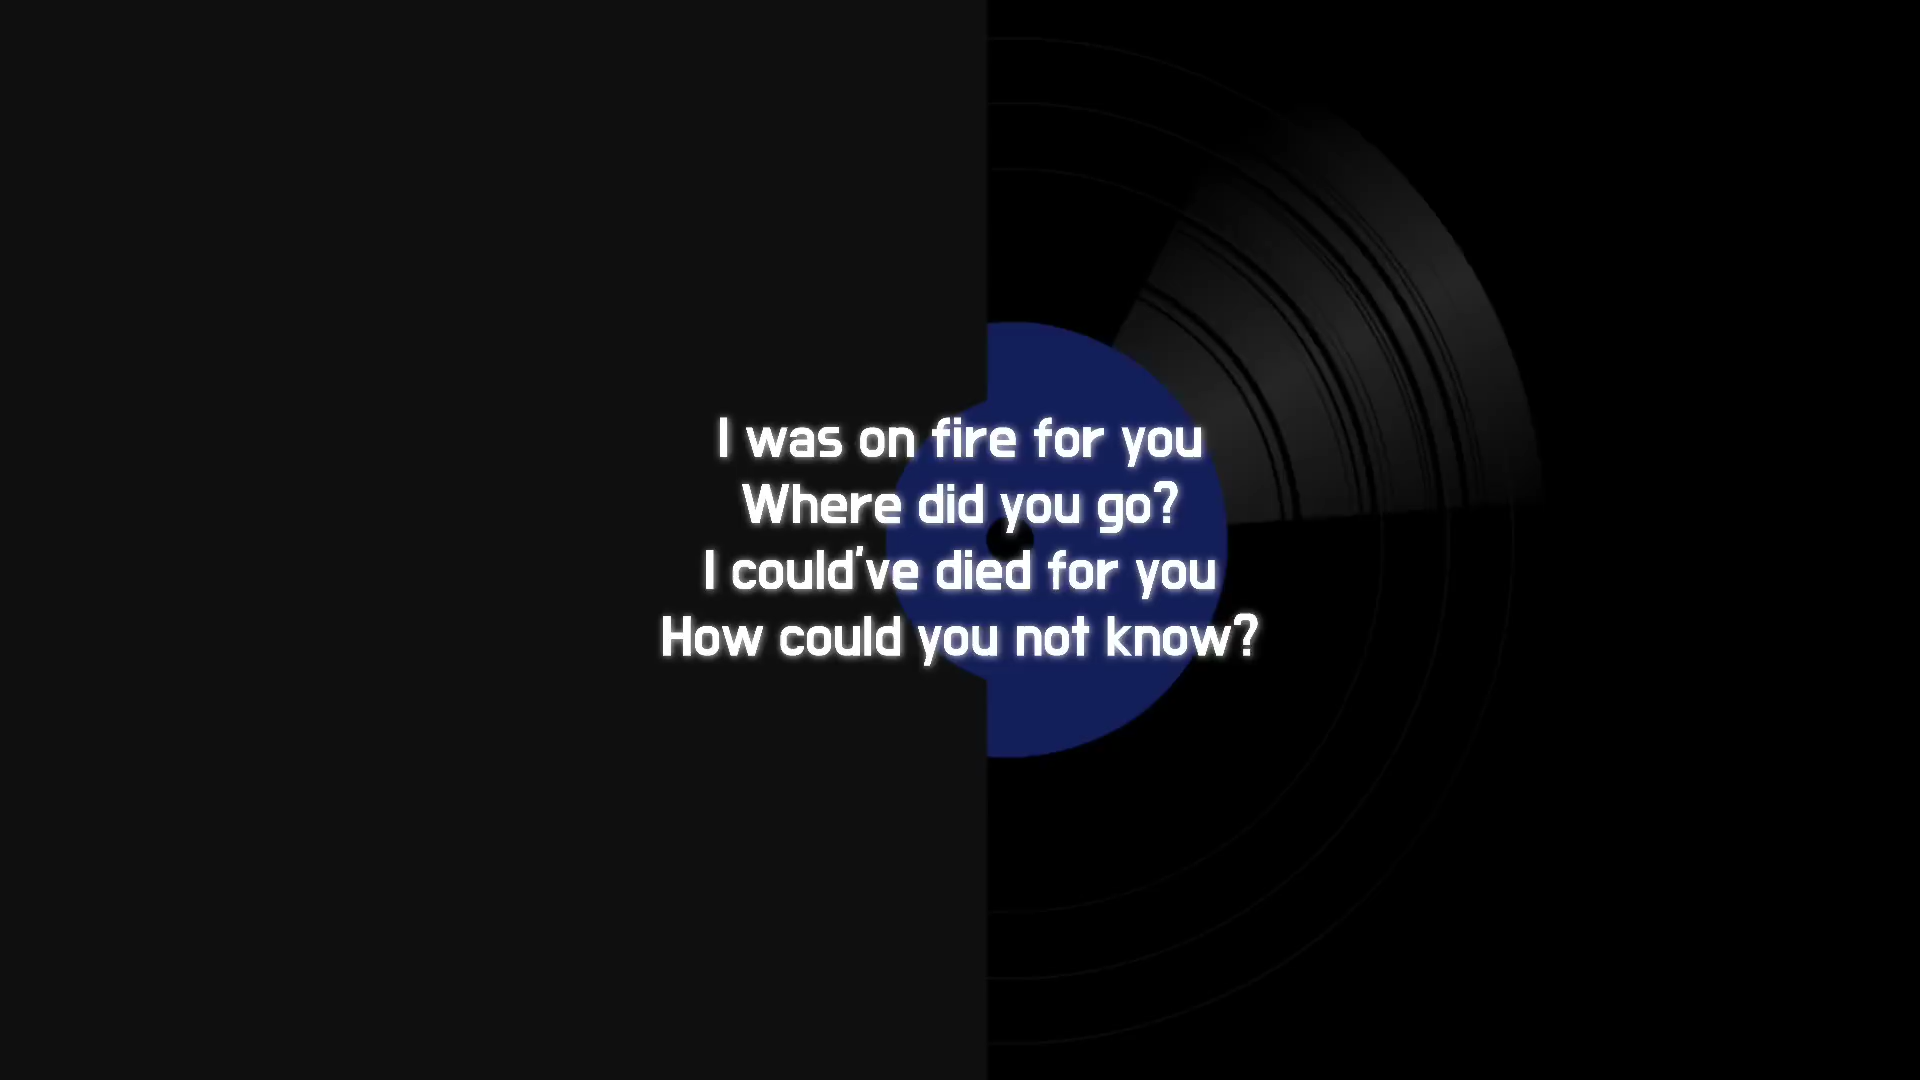 I was on fire for you
Where did you go?
I could've died for you
How could you not know?